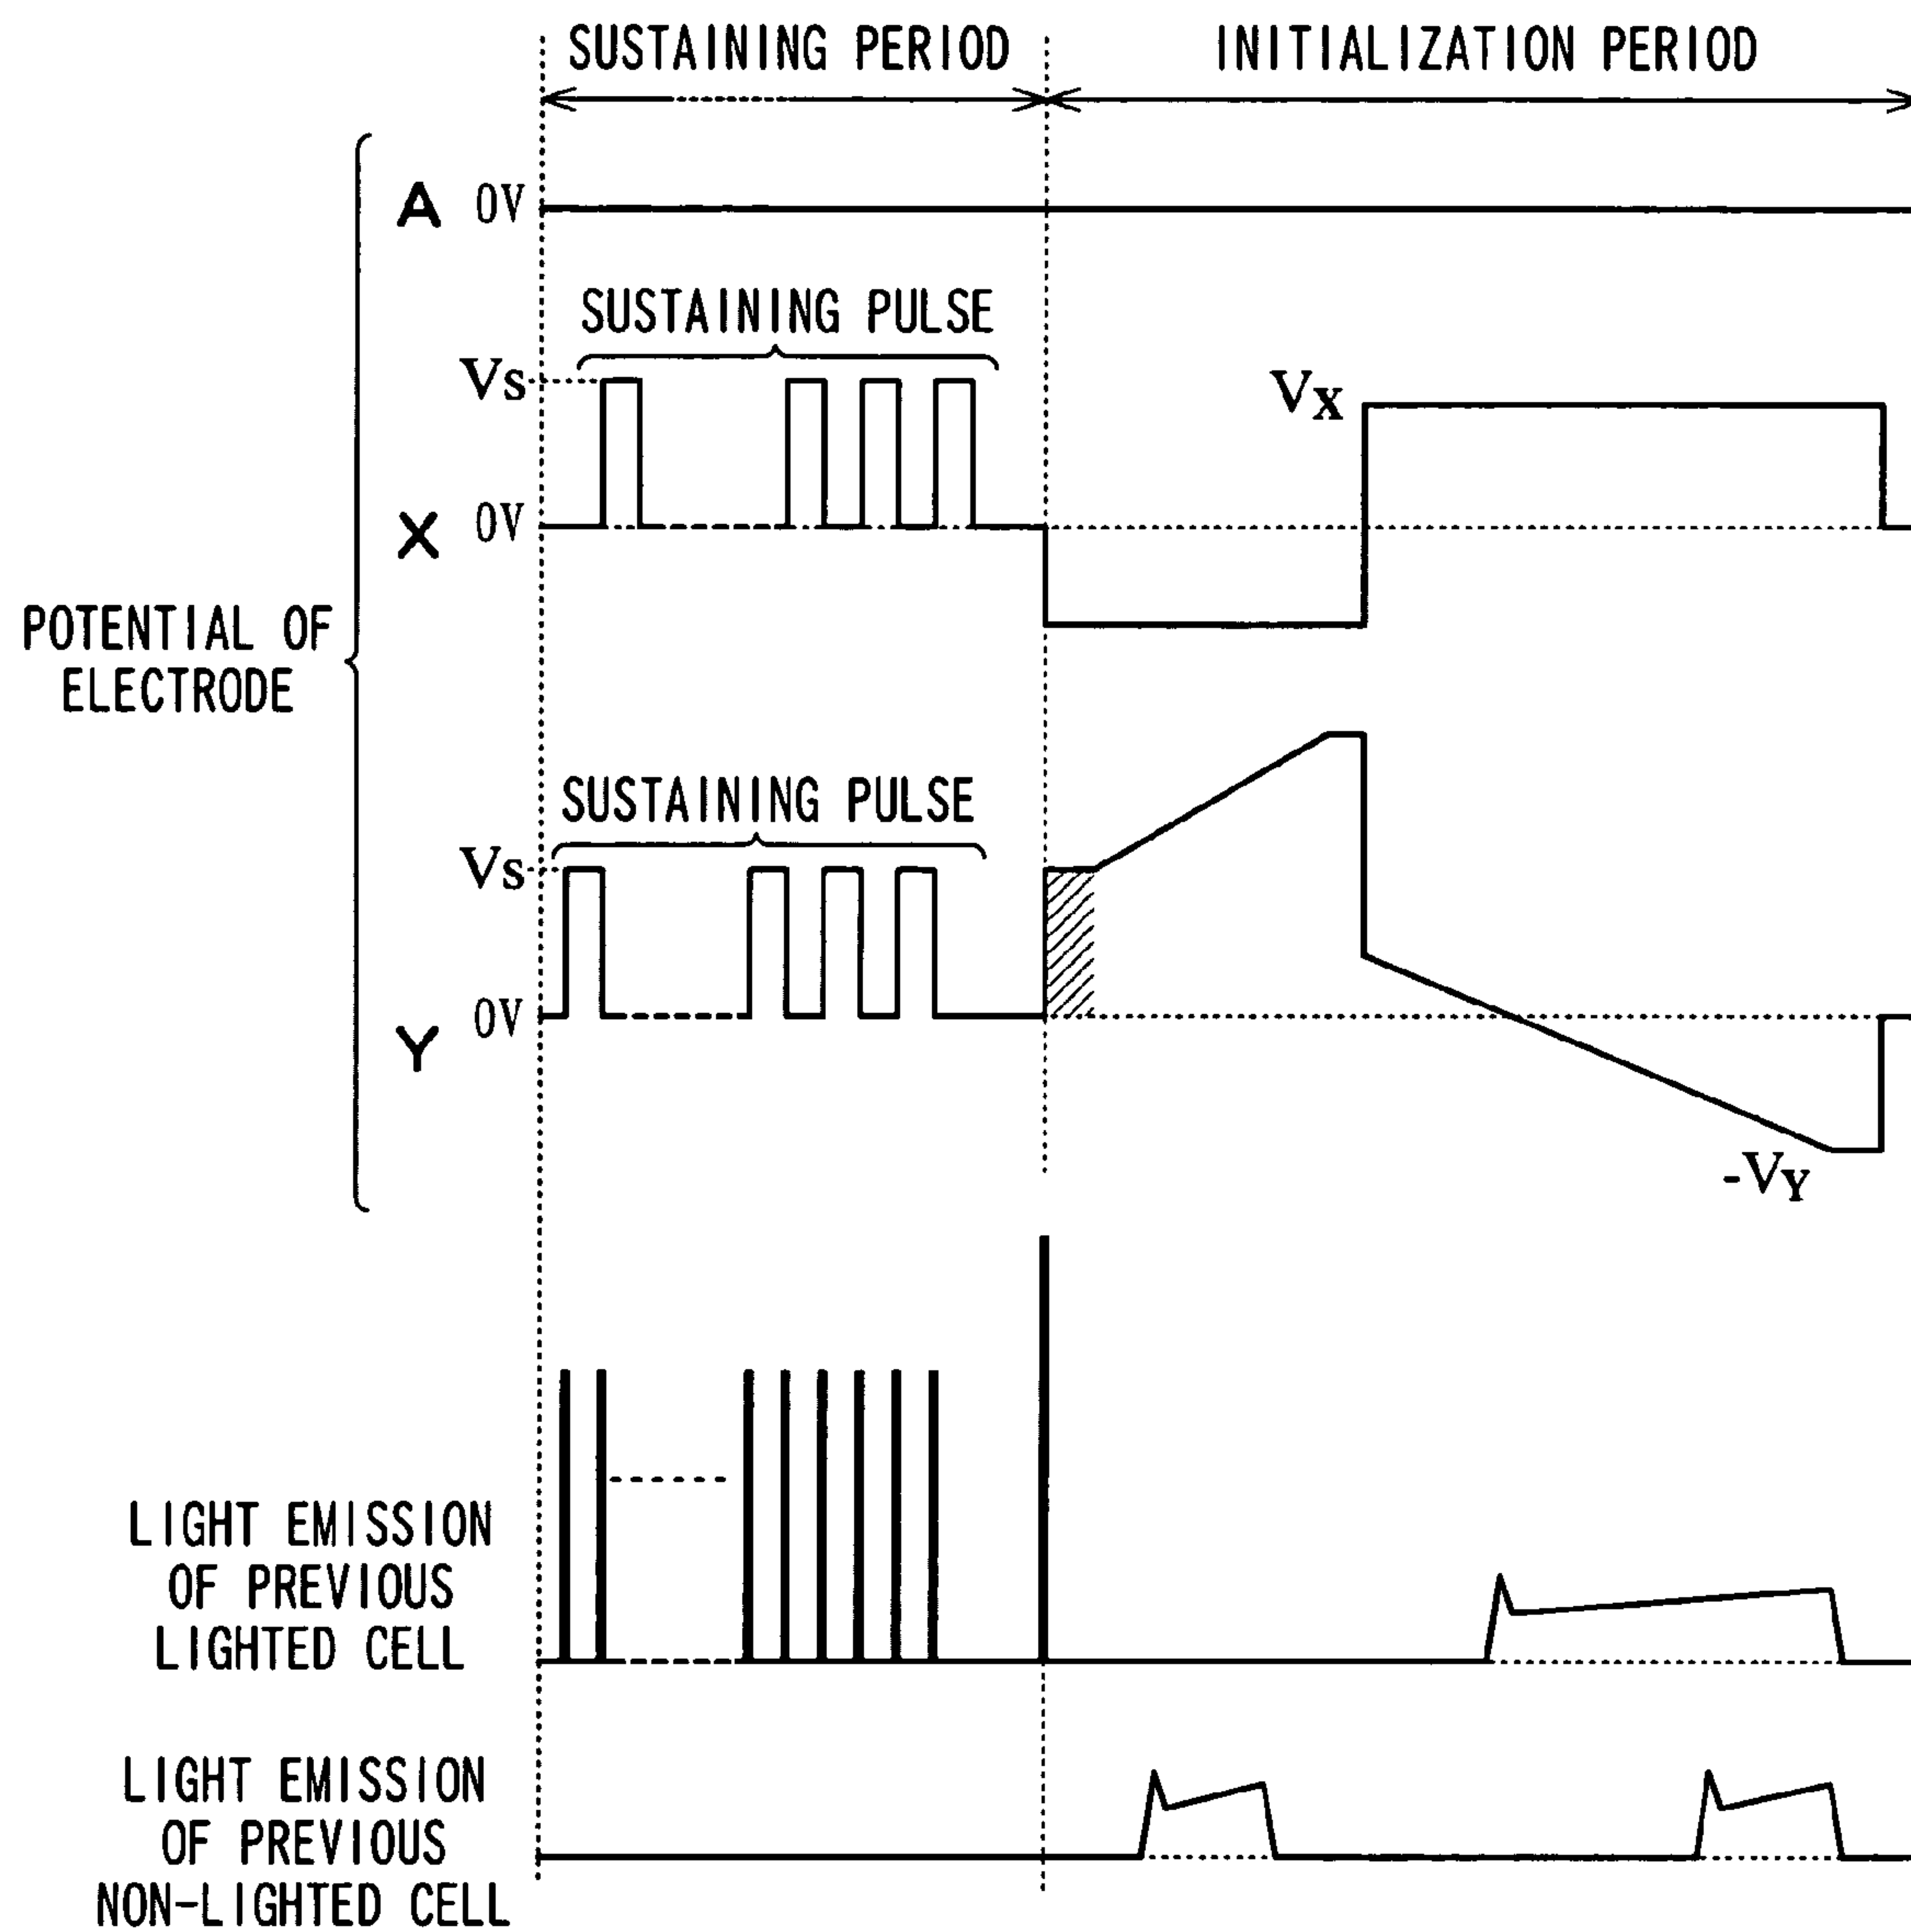 SUSTAINING PERIOD
INITIALIZATION PERIOD
A 0V
SUSTAINING PULSE
Vs
VX
X 0V
POTENTIAL OF
ELECTRODE
SUSTAINING PULSE
Vs
0V
Y
-VY
LIGHT EMISSION
OF PREVIOUS
LIGHTED CELL
LIGHT EMISSION
OF PREVIOUS
NON-LIGHTED CELL